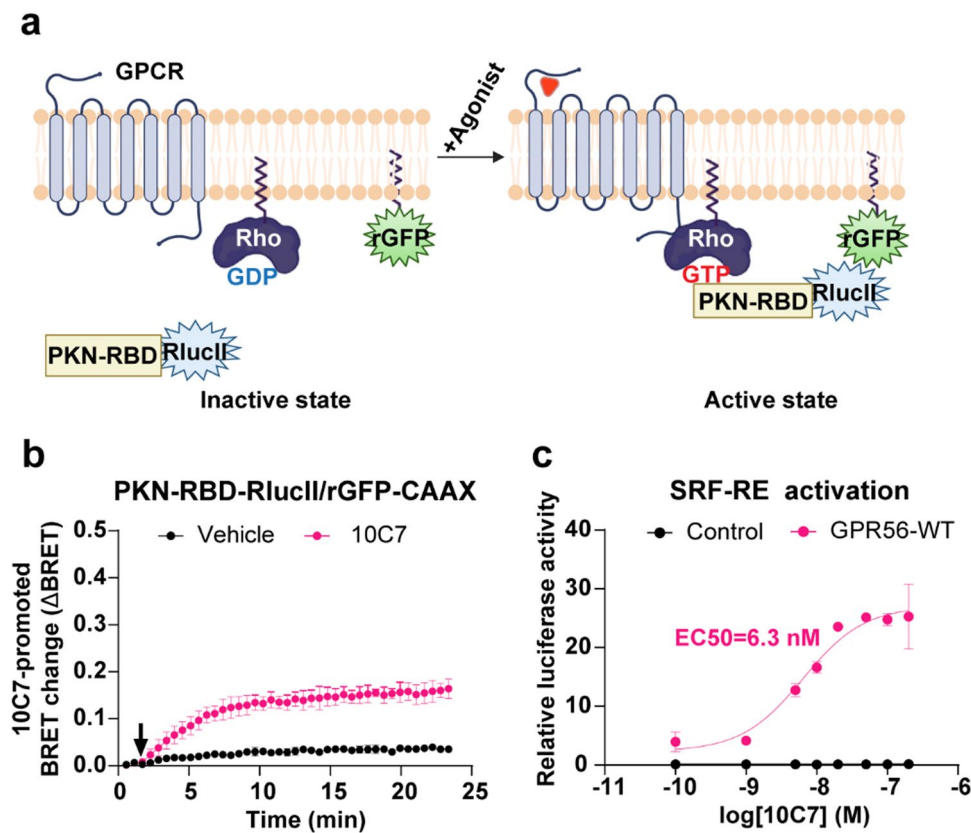 a
GPCR
+Agonist
Rho
GDP
rGFP
Rho
GTP
rGFP
PKN-RBD
RlucII
PKN-RBD
RlucII
Inactive state
Active state
b
PKN-RBD-RlucII/rGFP-CAAX
Vehicle
10C7
10C7-promoted
BRET change (ΔBRET)
0.5
0.4
0.3
0.2
0.1
0.0
0
5
10
15
20
25
Time (min)
c
SRF-RE activation
Control
GPR56-WT
Relative luciferase activity
40
30
20
10
0
EC50=6.3 nM
-11
-10
-9
-8
-7
-6
log[10C7] (M)